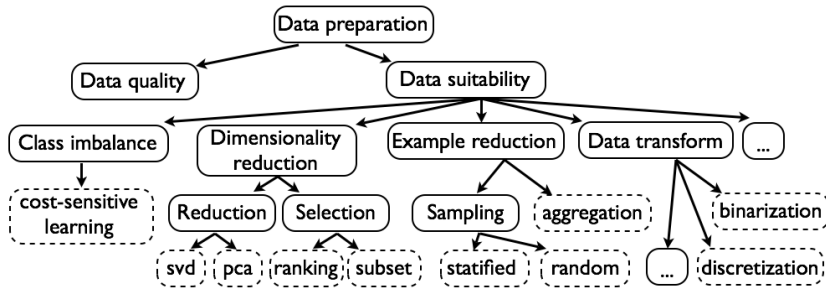 Data preparation
Data quality
Data suitability
Class imbalance
Dimensionality
reduction
Example reduction
Data transform
...
cost-sensitive
learning
Reduction
Selection
Sampling
aggregation
binarization
svd
pca
ranking
subset
statified
random
...
discretization